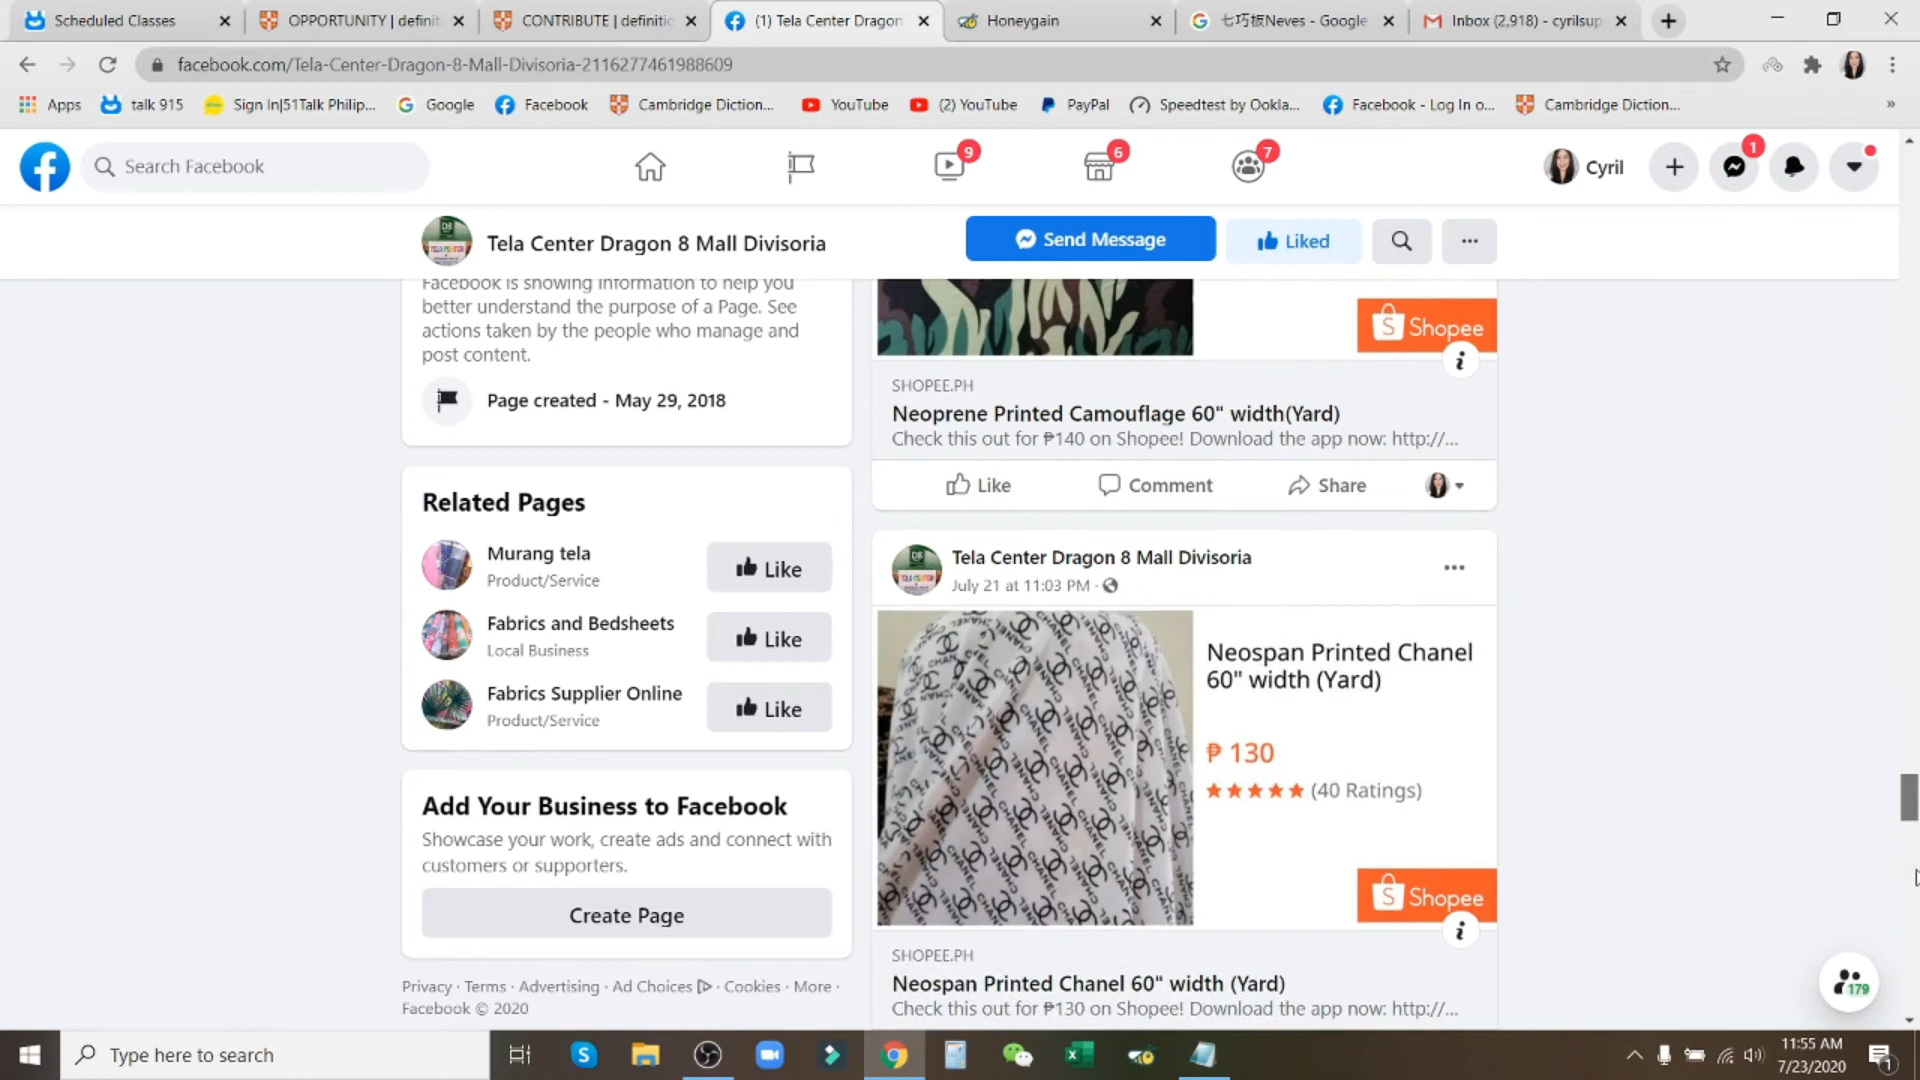 Scheduled Classes
OPPORTUNITY | definit
CONTRIBUTE | definitio
(1) Tela Center Dragon
Honeygain
七巧板Neves - Google
Inbox (2,918) - cyrilsup
facebook.com/Tela-Center-Dragon-8-Mall-Divisoria-2116277461988609
Apps
talk 915
Sign In|51Talk Philip...
Google
Facebook
Cambridge Diction...
YouTube
(2) YouTube
PayPal
Speedtest by Ookla...
Facebook - Log In o...
Cambridge Diction...
Search Facebook
9
6
7
Cyril
1
Tela Center Dragon 8 Mall Divisoria
Send Message
Liked
Facebook is showing information to help you
better understand the purpose of a Page. See
actions taken by the people who manage and
post content.
Page created - May 29, 2018
Related Pages
Murang tela
Product/Service
Like
Fabrics and Bedsheets
Local Business
Like
Fabrics Supplier Online
Product/Service
Like
Add Your Business to Facebook
Showcase your work, create ads and connect with
customers or supporters.
Create Page
Privacy · Terms · Advertising · Ad Choices · Cookies · More ·
Facebook © 2020
Shopee
SHOPEE.PH
Neoprene Printed Camouflage 60" width(Yard)
Check this out for ₱140 on Shopee! Download the app now: http://...
Like
Comment
Share
Tela Center Dragon 8 Mall Divisoria
July 21 at 11:03 PM ·
Neospan Printed Chanel
60" width (Yard)
₱ 130
(40 Ratings)
Shopee
SHOPEE.PH
Neospan Printed Chanel 60" width (Yard)
Check this out for ₱130 on Shopee! Download the app now: http://...
179
Type here to search
11:55 AM
7/23/2020
1